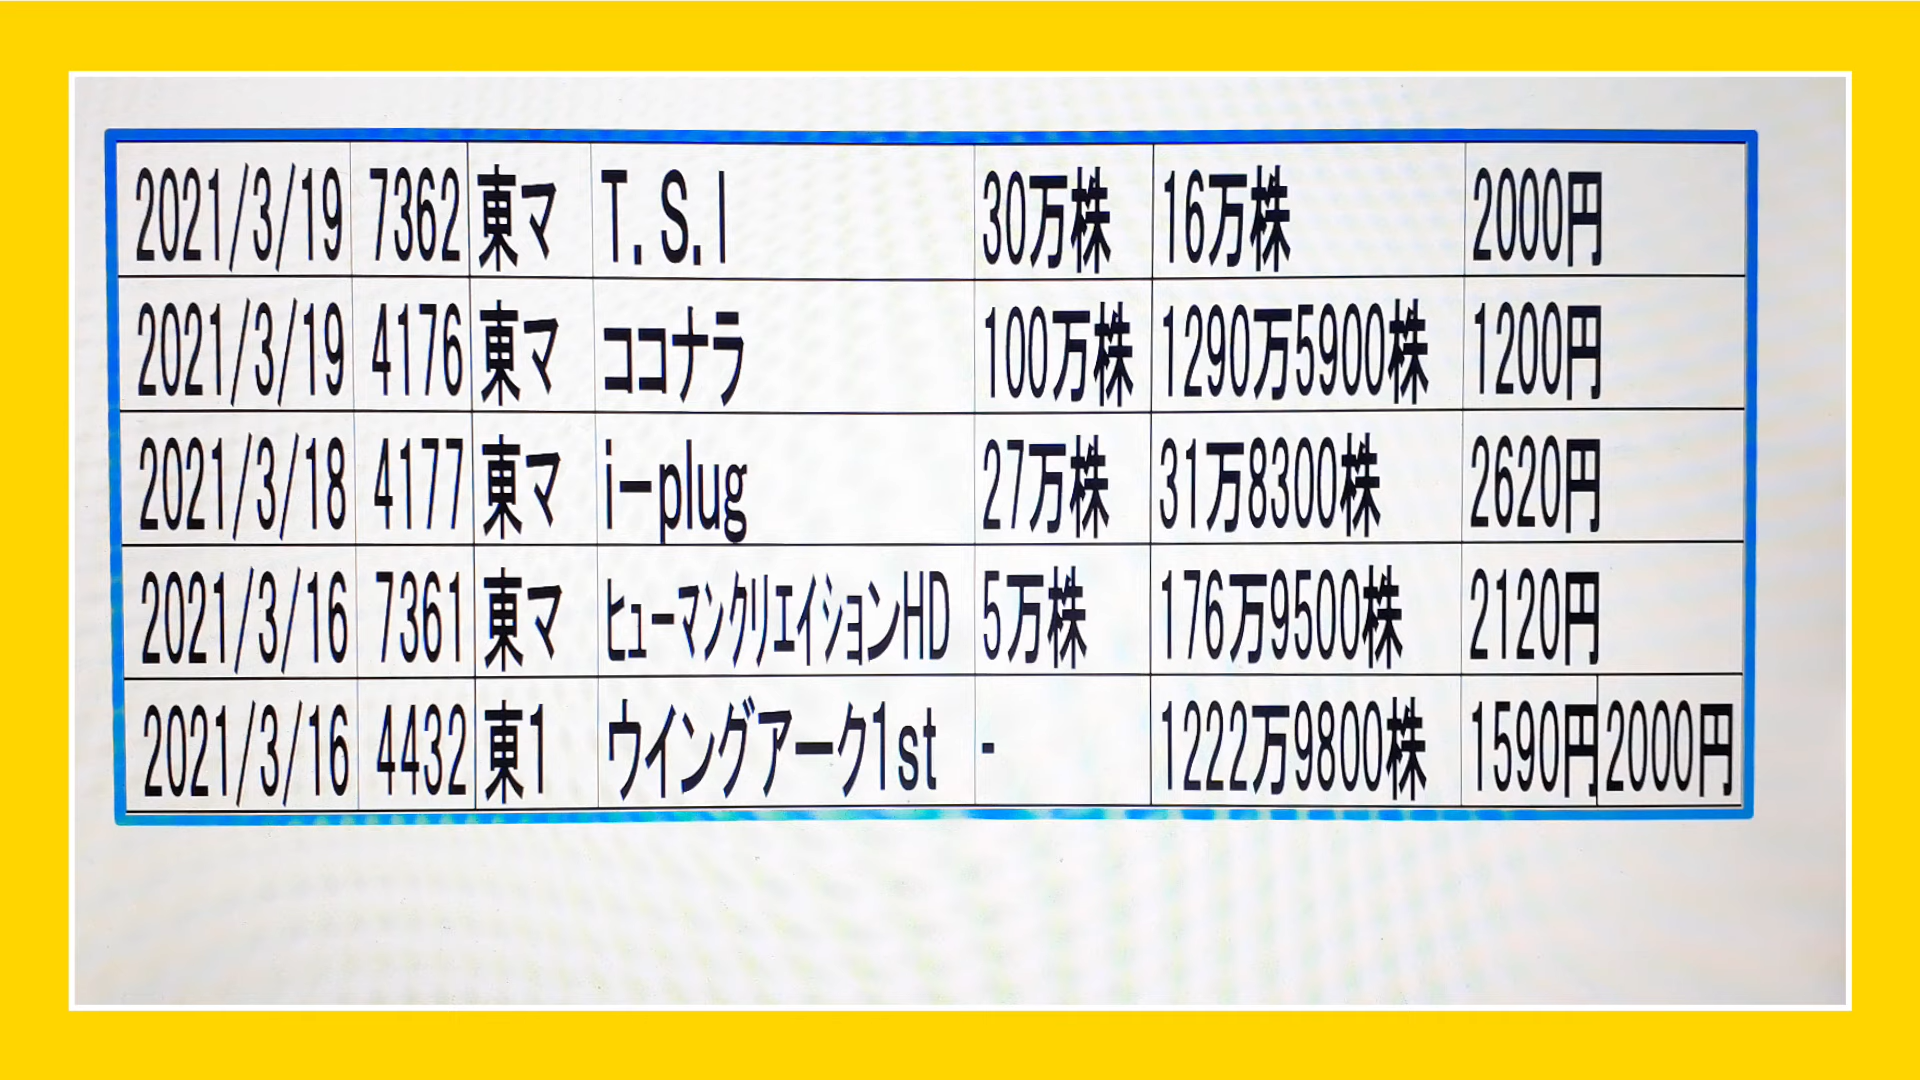 2021/3/19 7362 東マ T.S.I 30万株 16万株 2000円
2021/3/19 4176 東マ ココナラ 100万株 1290万5900株 1200円
2021/3/18 4177 東マ i-plug 27万株 31万8300株 2620円
2021/3/16 7361 東マ ヒューマンクリエイションHD 5万株 176万9500株 2120円
2021/3/16 4432 東1 ウイングアーク1st - 1222万9800株 1590円 2000円